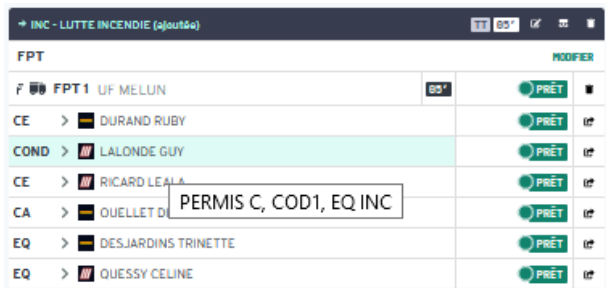 → INC - LUTTE INCENDIE (ajoutée) TT 05'
FPT MODIFIER
FPT 1 UF MELUN 05' PRÊT
CE > DURAND RUBY PRÊT
COND > LALONDE GUY PRÊT
CE > RICARD LEALA PRÊT
CA > OUELLET PRÊT
PERMIS C, COD1, EQ INC
EQ > DESJARDINS TRINETTE PRÊT
EQ > QUESSY CELINE PRÊT